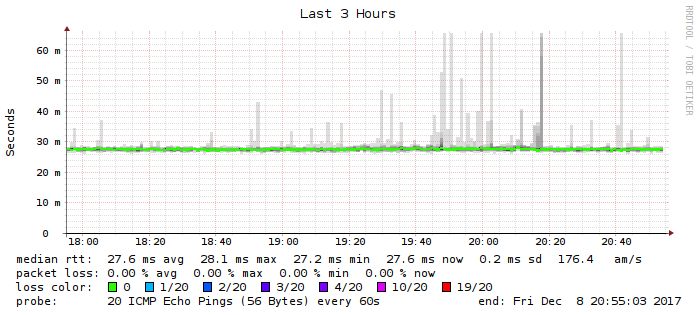 Last 3 Hours
RRDTOOL / TOBI OETIKER
Seconds
60 m
50 m
40 m
30 m
20 m
10 m
0
18:00 18:20 18:40 19:00 19:20 19:40 20:00 20:20 20:40
median rtt: 27.6 ms avg 28.1 ms max 27.2 ms min 27.6 ms now 0.2 ms sd 176.4 am/s
packet loss: 0.00 % avg 0.00 % max 0.00 % min 0.00 % now
loss color: 0 1/20 2/20 3/20 4/20 10/20 19/20
probe: 20 ICMP Echo Pings (56 Bytes) every 60s end: Fri Dec 8 20:55:03 2017